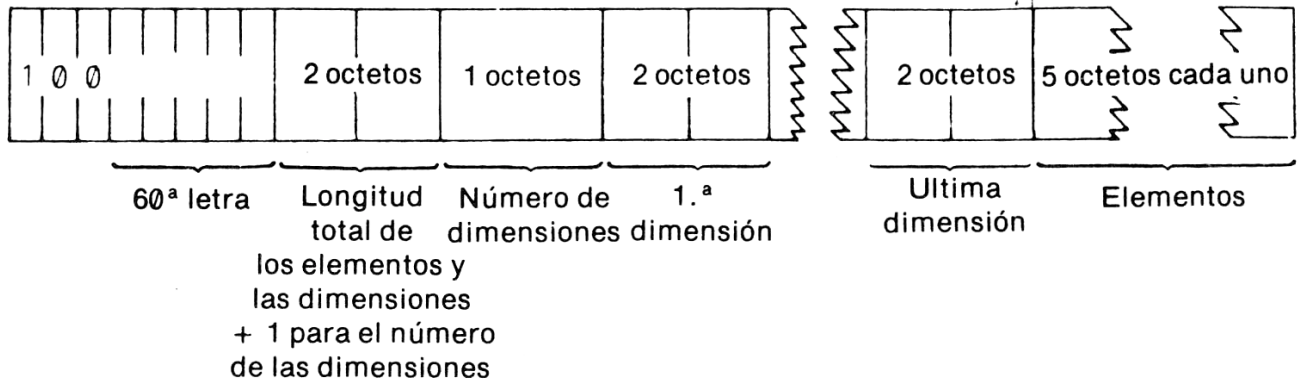 1 0 0
2 octetos
1 octetos
2 octetos
2 octetos
5 octetos cada uno
60ª letra
Longitud
total de
los elementos y
las dimensiones
+ 1 para el número
de las dimensiones
Número de
dimensiones
1.ª
dimensión
Ultima
dimensión
Elementos